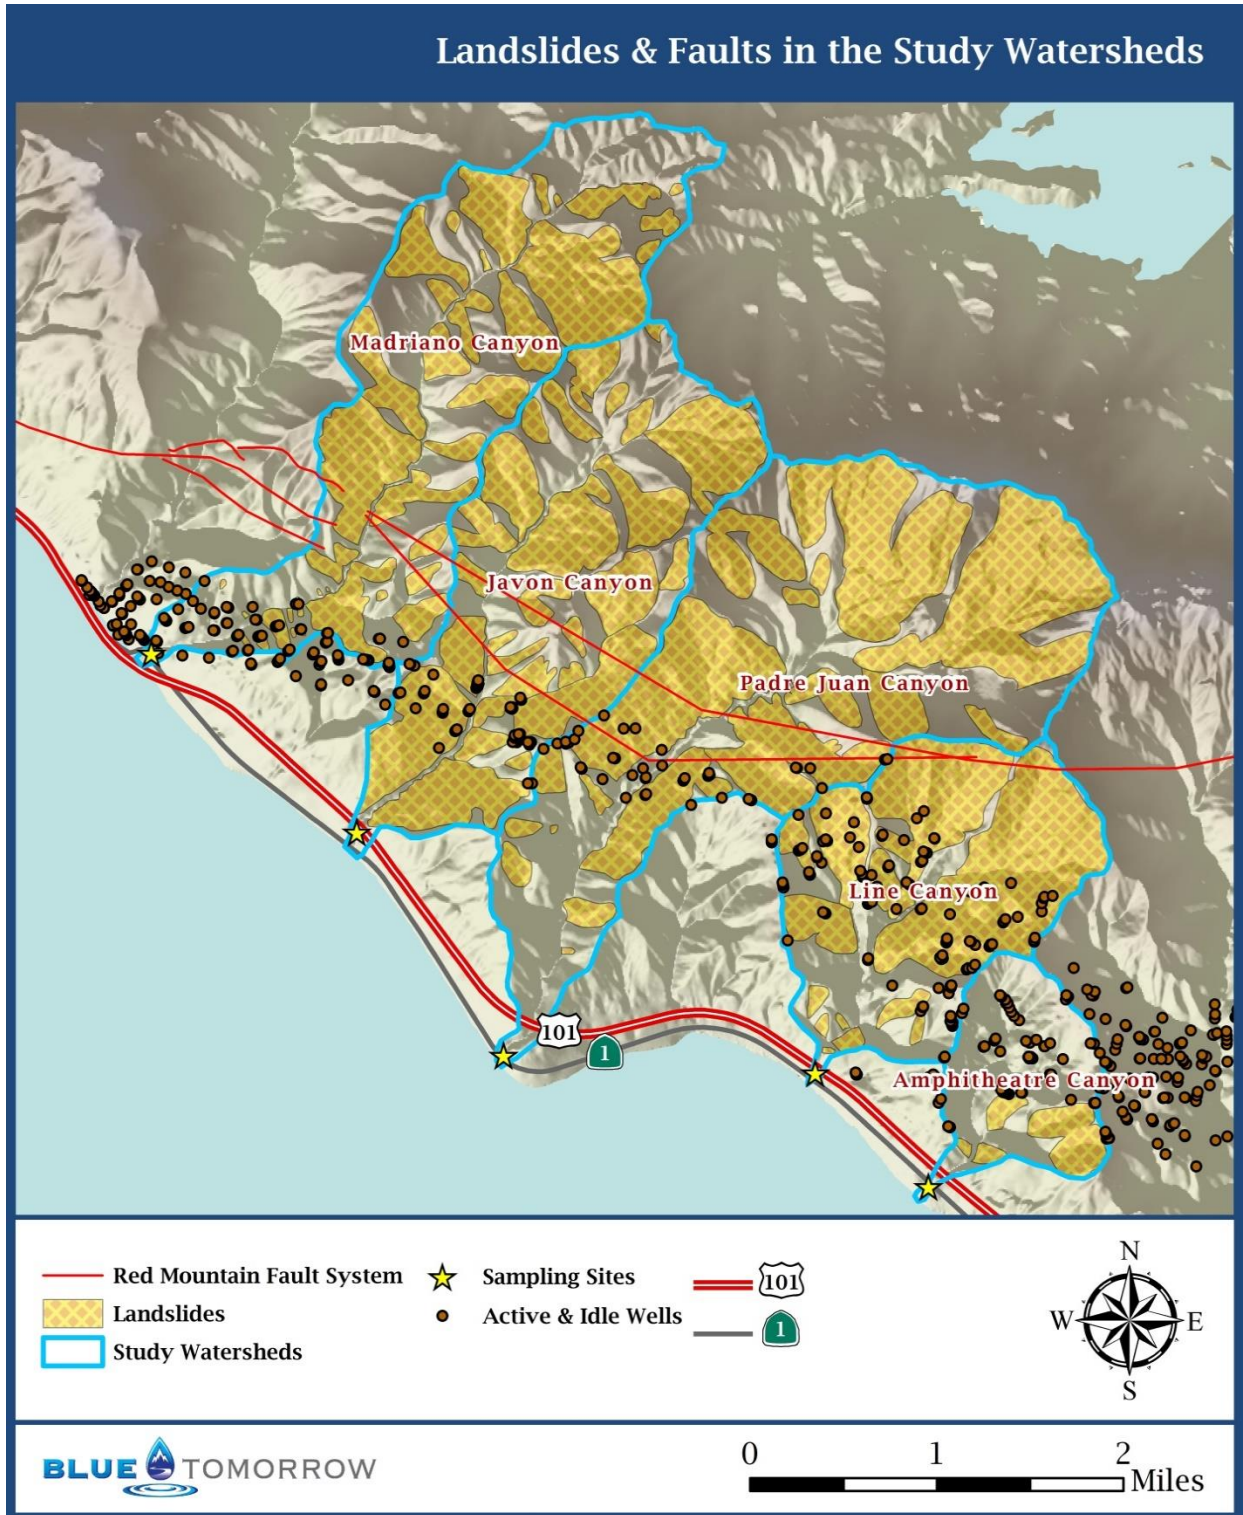 Landslides & Faults in the Study Watersheds
Madriano Canyon
Javon Canyon
Padre Juan Canyon
Line Canyon
101
1
Amphitheatre Canyon
Red Mountain Fault System
Sampling Sites
101
Landslides
Active & Idle Wells
1
Study Watersheds
N
W
E
S
BLUE TOMORROW
0 1 2
Miles